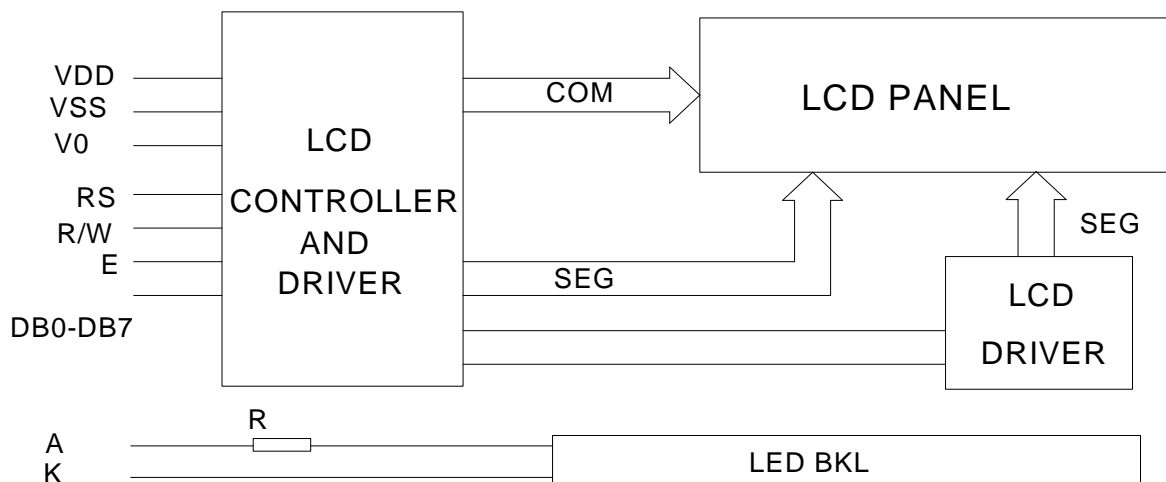 VDD
VSS
V0
RS
R/W
E
DB0-DB7
LCD
CONTROLLER
AND
DRIVER
COM
SEG
LCD PANEL
SEG
LCD
DRIVER
R
A
K
LED BKL